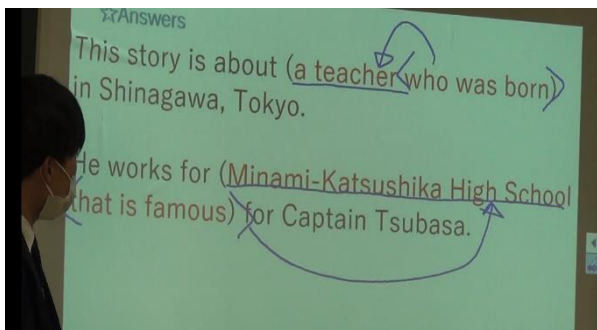 ☆Answers
This story is about (a teacher who was born)
in Shinagawa, Tokyo.
He works for (Minami-Katsushika High School
that is famous) for Captain Tsubasa.